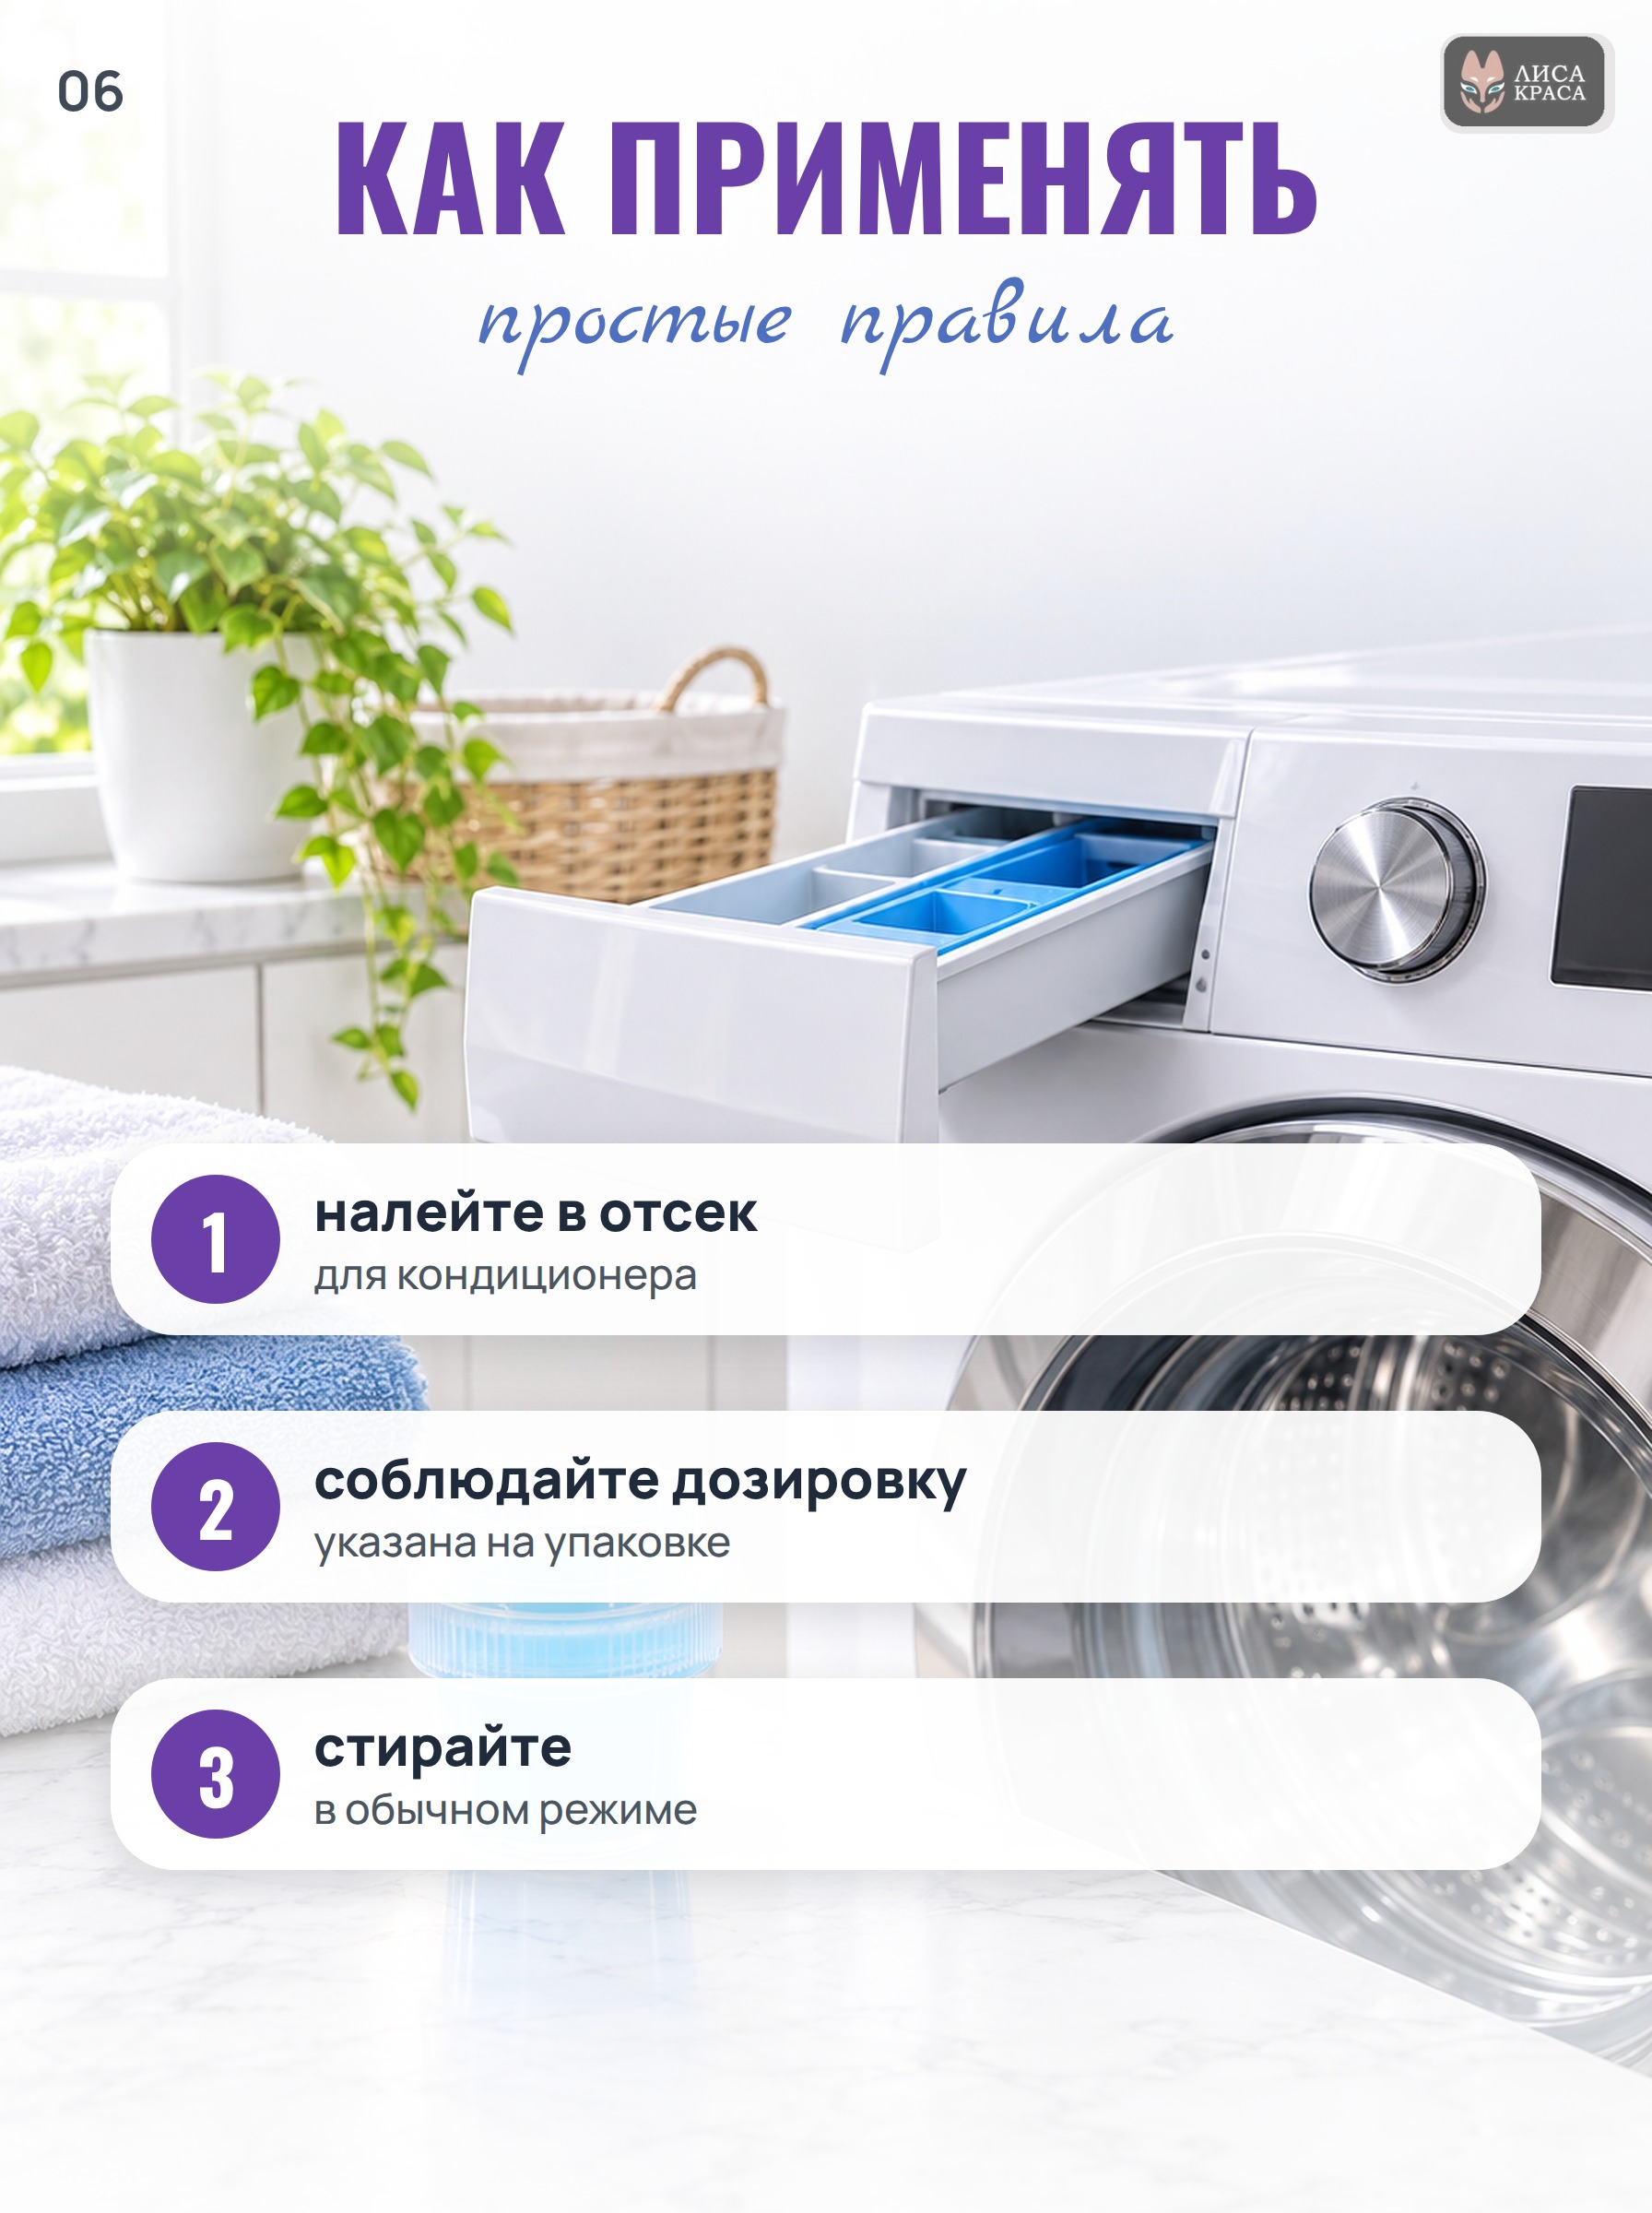 06
ЛИСА
КРАСА
КАК ПРИМЕНЯТЬ
простые правила
1
налейте в отсек
для кондиционера
2
соблюдайте дозировку
указана на упаковке
3
стирайте
в обычном режиме